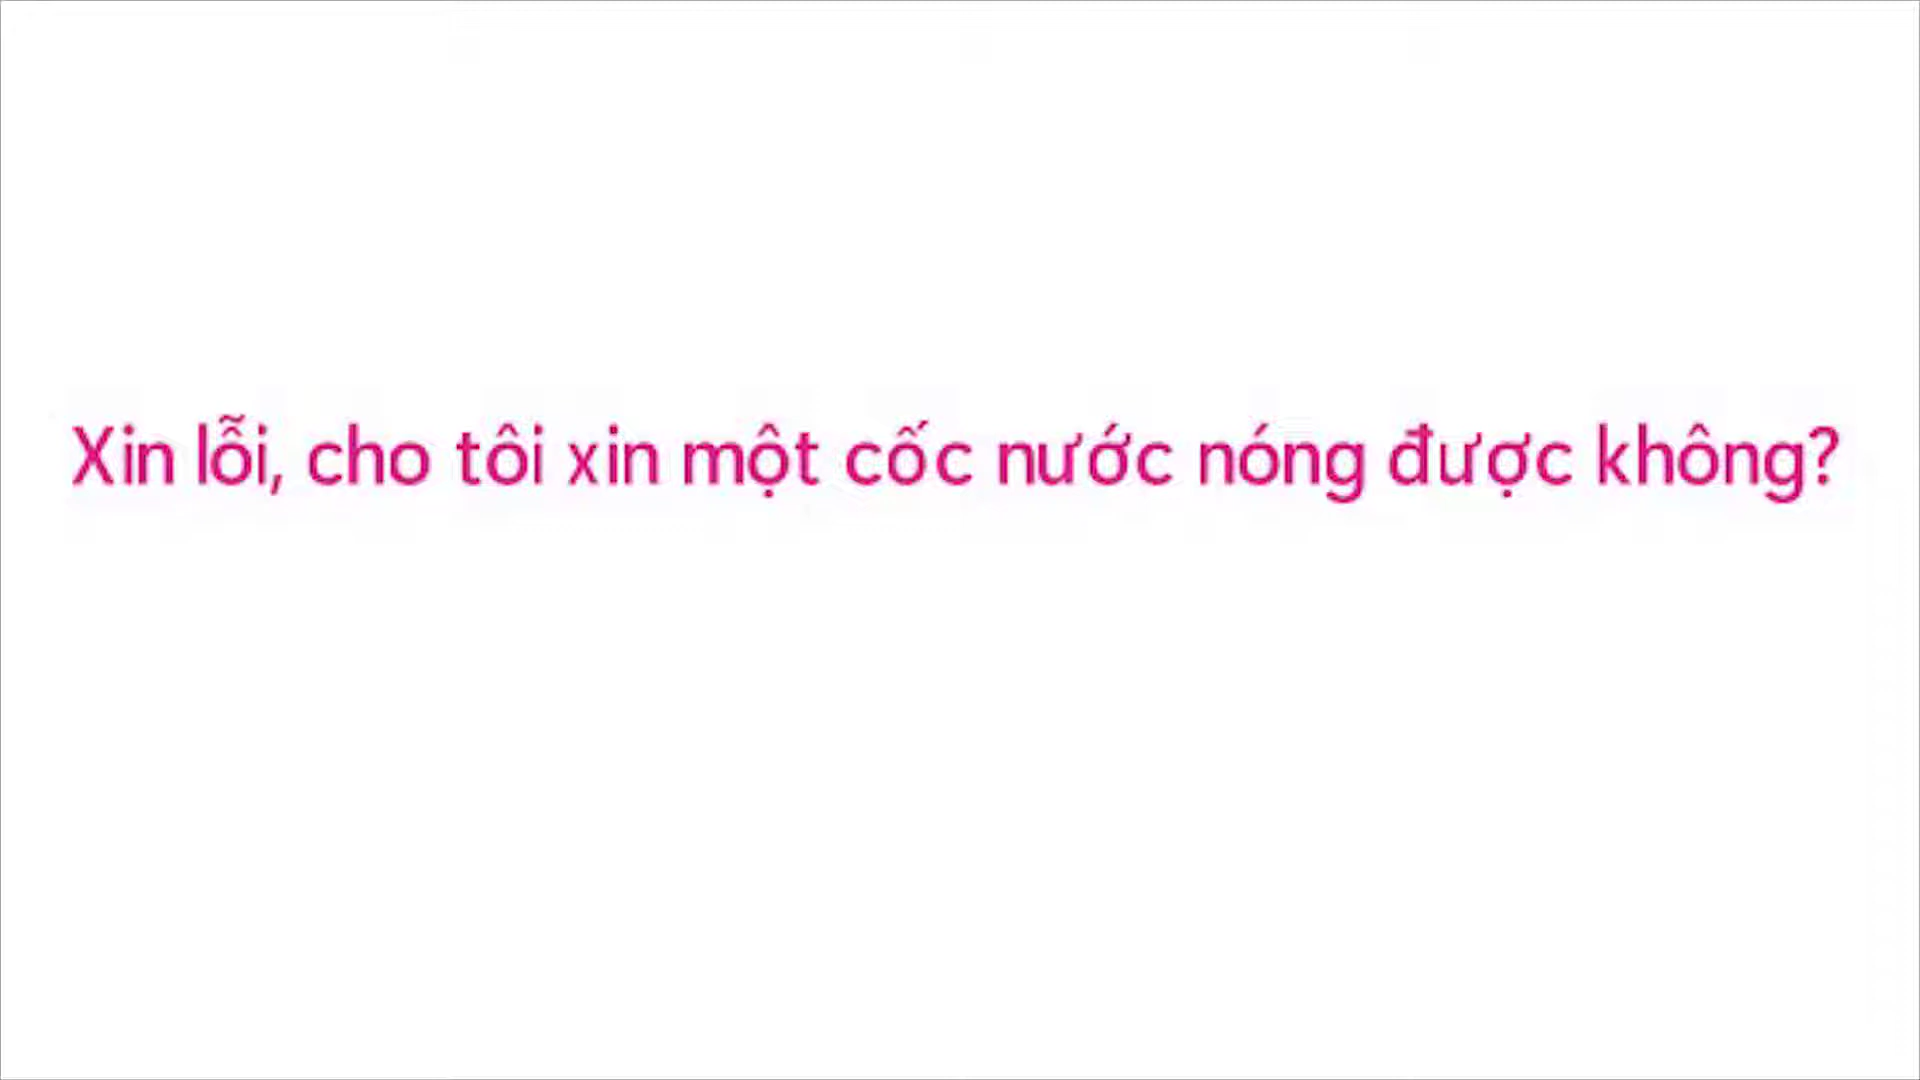 Xin lỗi, cho tôi xin một cốc nước nóng được không?